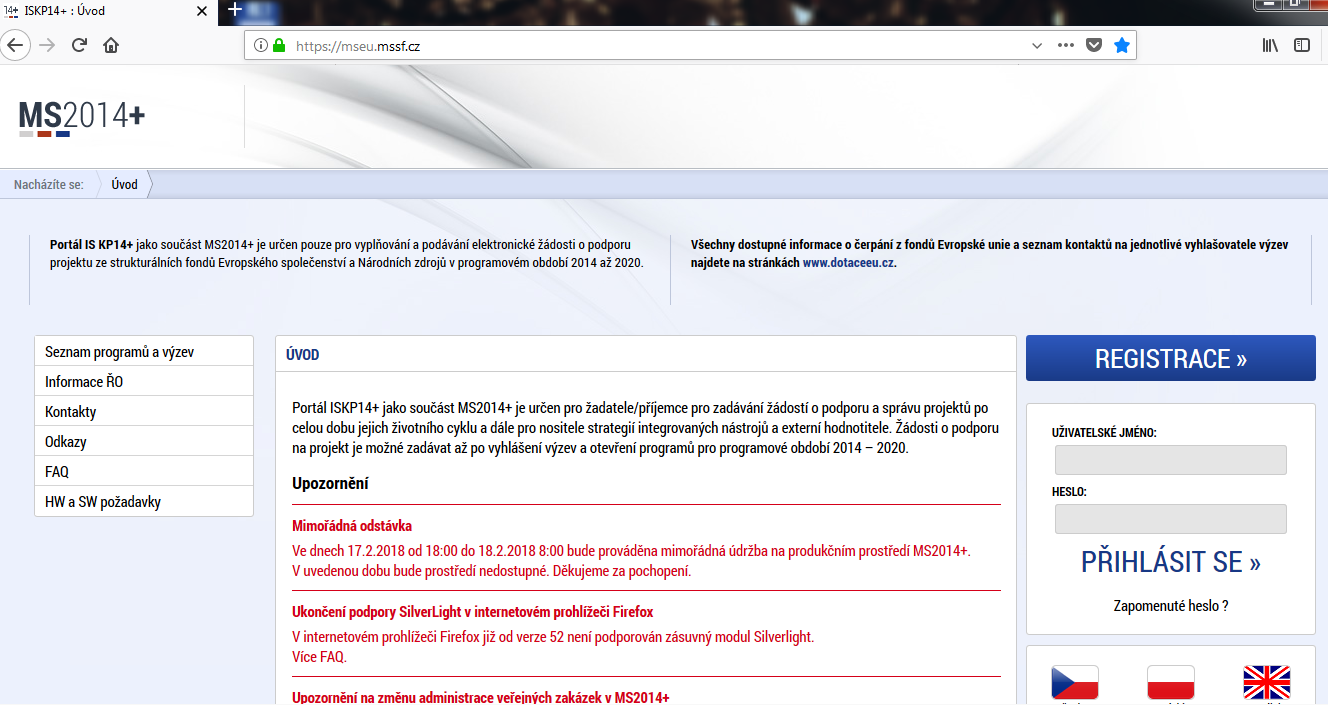 14+ ISKP14+ : Úvod
https://mseu.mssf.cz
MS2014+
Nacházíte se: Úvod
Portál IS KP14+ jako součást MS2014+ je určen pouze pro vyplňování a podávání elektronické žádosti o podporu
projektu ze strukturálních fondů Evropského společenství a Národních zdrojů v programovém období 2014 až 2020.
Všechny dostupné informace o čerpání z fondů Evropské unie a seznam kontaktů na jednotlivé vyhlašovatele výzev
najdete na stránkách www.dotaceeu.cz.
Seznam programů a výzev
Informace ŘO
Kontakty
Odkazy
FAQ
HW a SW požadavky
ÚVOD
Portál ISKP14+ jako součást MS2014+ je určen pro žadatele/příjemce pro zadávání žádostí o podporu a správu projektů po
celou dobu jejich životního cyklu a dále pro nositele strategií integrovaných nástrojů a externí hodnotitele. Žádosti o podporu
na projekt je možné zadávat až po vyhlášení výzev a otevření programů pro programové období 2014 – 2020.
Upozornění
Mimořádná odstávka
Ve dnech 17.2.2018 od 18:00 do 18.2.2018 8:00 bude prováděna mimořádná údržba na produkčním prostředí MS2014+.
V uvedenou dobu bude prostředí nedostupné. Děkujeme za pochopení.
Ukončení podpory SilverLight v internetovém prohlížeči Firefox
V internetovém prohlížeči Firefox již od verze 52 není podporován zásuvný modul Silverlight.
Více FAQ.
Upozornění na změnu administrace veřejných zakázek v MS2014+
REGISTRACE »
UŽIVATELSKÉ JMÉNO:
HESLO:
PŘIHLÁSIT SE »
Zapomenuté heslo ?